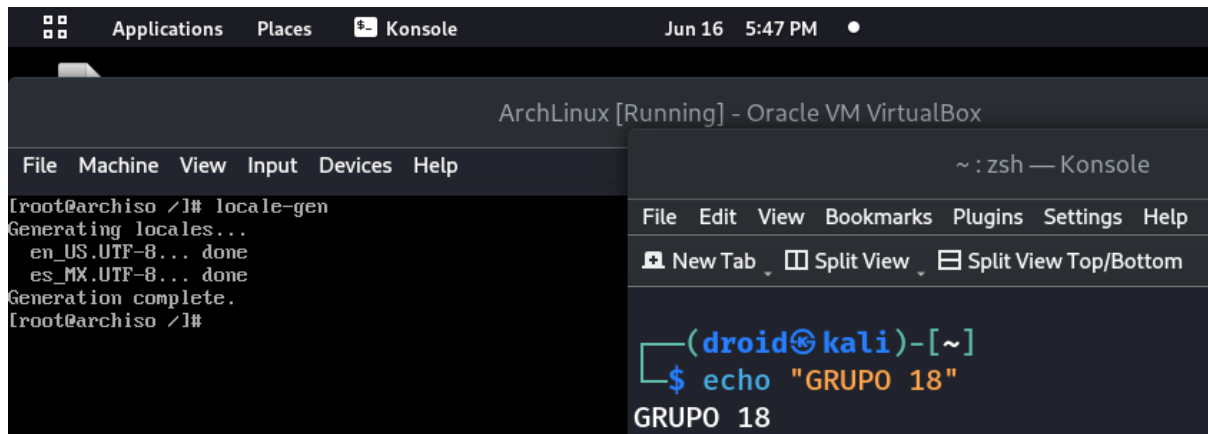 Applications Places Konsole Jun 16 5:47 PM
ArchLinux [Running] - Oracle VM VirtualBox
File Machine View Input Devices Help
[root@archiso /]# locale-gen
Generating locales...
  en_US.UTF-8... done
  es_MX.UTF-8... done
Generation complete.
[root@archiso /]#
~ : zsh — Konsole
File Edit View Bookmarks Plugins Settings Help
New Tab Split View Split View Top/Bottom
┌──(droid㉿kali)-[~]
└─$ echo "GRUPO 18"
GRUPO 18